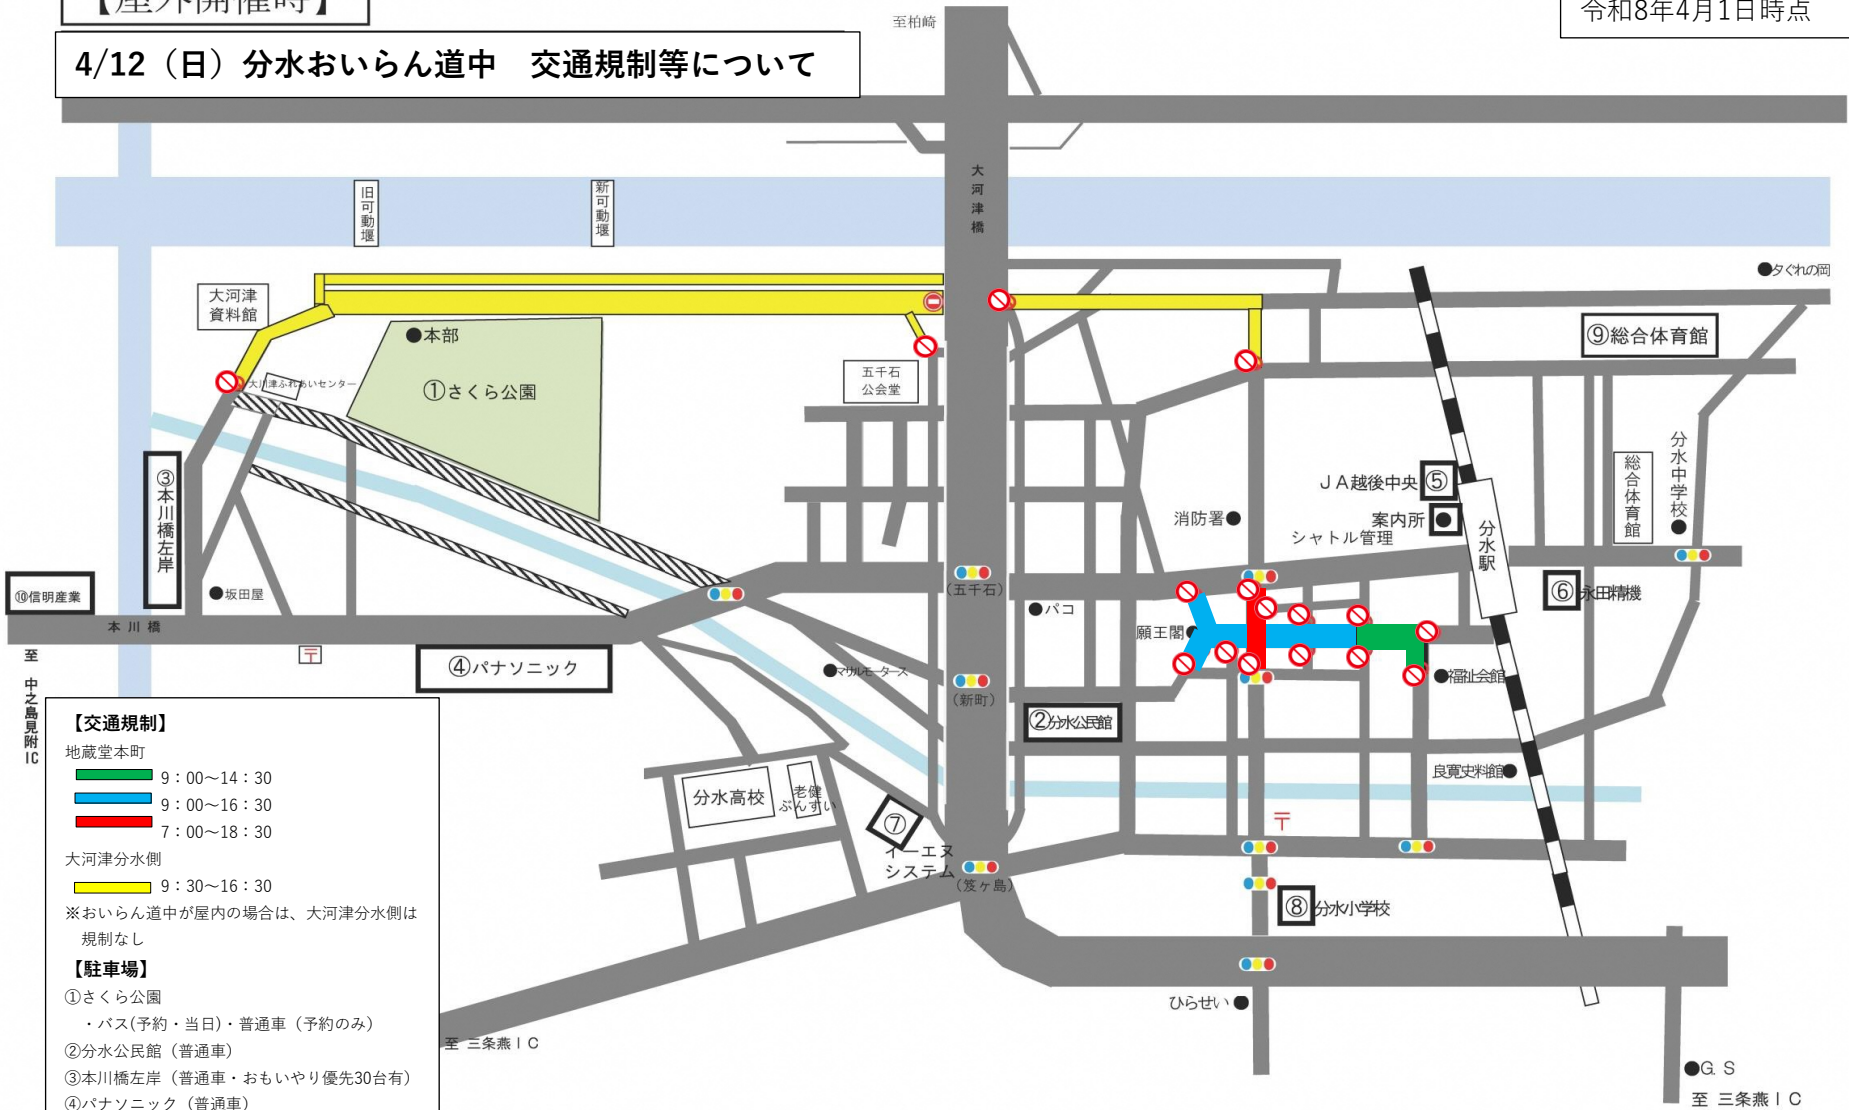 【屋外開催時】
令和8年4月1日時点
4/12（日）分水おいらん道中　交通規制等について
至柏崎
大河津橋
旧可動堰
新可動堰
大河津
資料館
●本部
①さくら公園
大川津ふれあいセンター
五千石
公会堂
●夕ぐれの岡
⑨総合体育館
③本川橋左岸
●坂田屋
⑩信明産業
本川橋
至 中之島見附IC
〒
④パナソニック
●マルモータース
（五千石）
（新町）
●パコ
消防署●
JA越後中央⑤
案内所●
シャトル管理
分水駅
総合体育館
分水中学校●
⑥永田精機
願王閣●
●福祉会館
②分水公民館
良寛史料館●
〒
分水高校
老健
ぶんすい
⑦
イーエヌ
システム
（笈ヶ島）
⑧分水小学校
ひらせい●
至 三条燕IC
●G.S
至 三条燕IC
【交通規制】
地蔵堂本町
9：00～14：30
9：00～16：30
7：00～18：30
大河津分水側
9：30～16：30
※おいらん道中が屋内の場合は、大河津分水側は
規制なし
【駐車場】
①さくら公園
・バス(予約・当日)・普通車（予約のみ）
②分水公民館（普通車）
③本川橋左岸（普通車・おもいやり優先30台有）
④パナソニック（普通車）